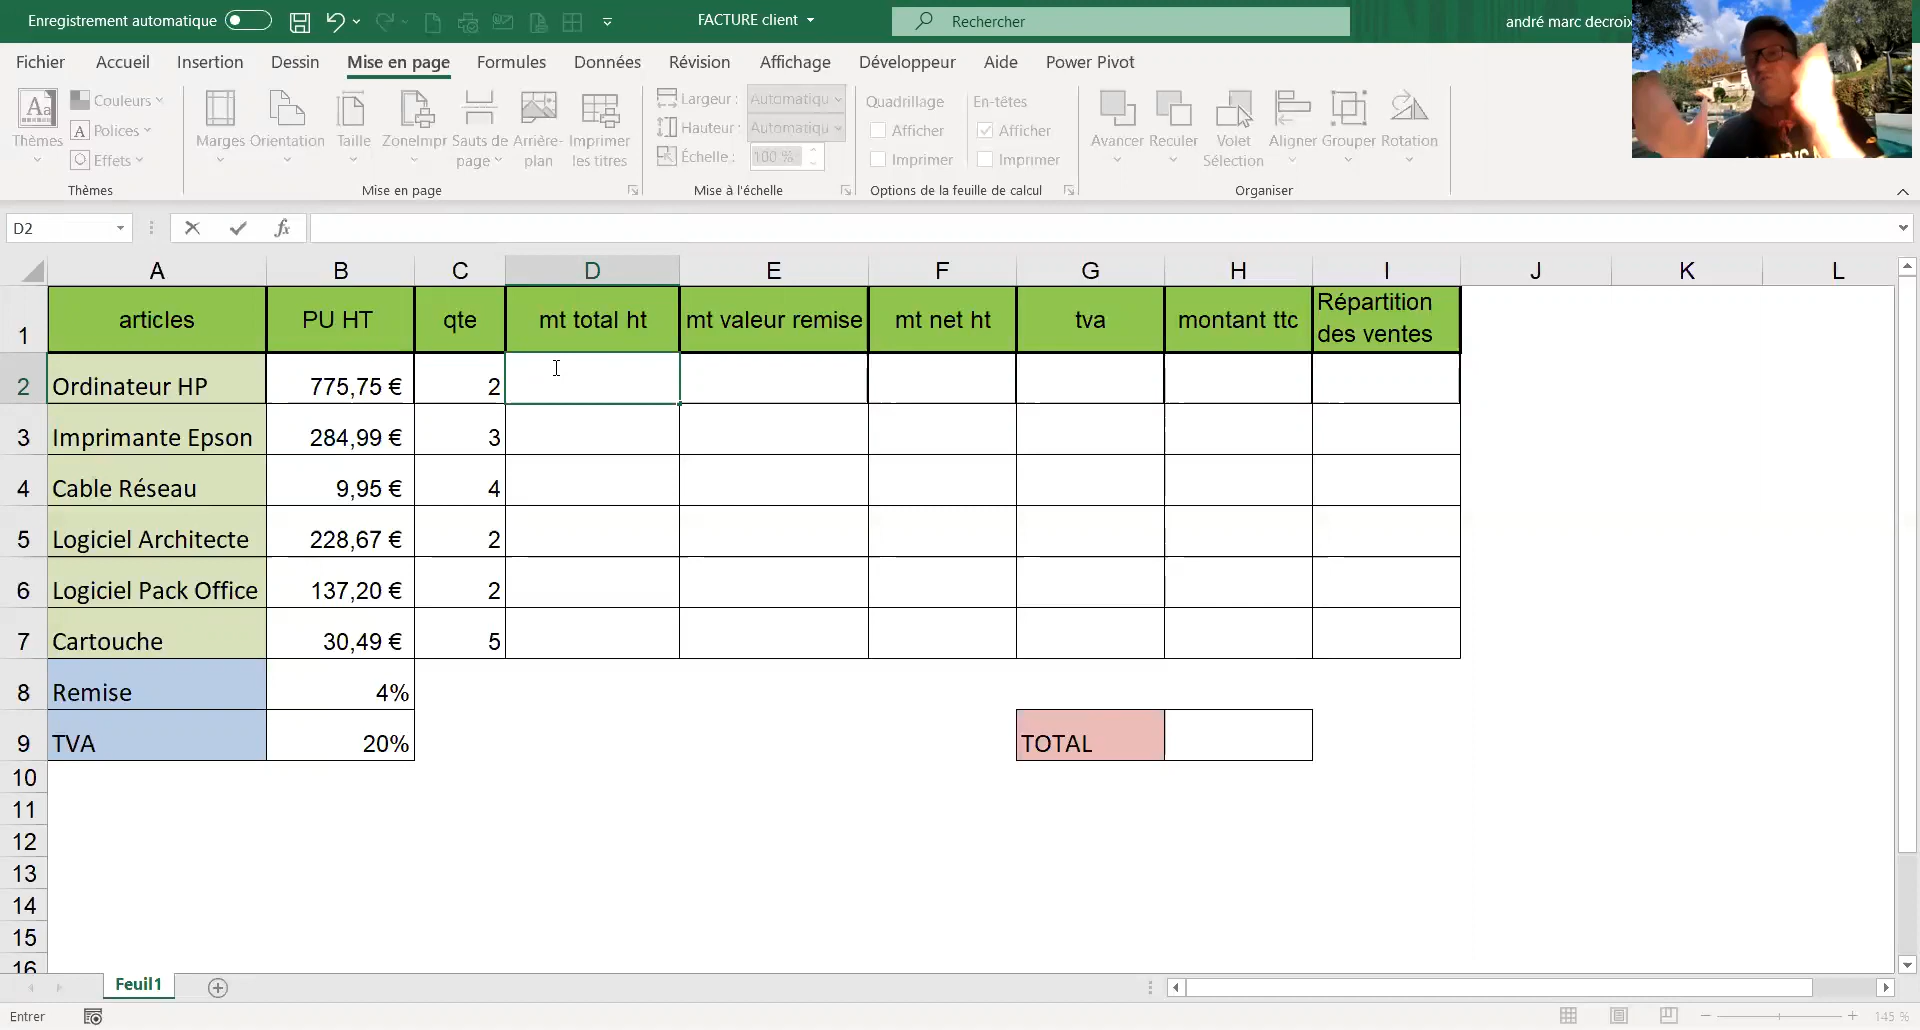 Enregistrement automatique
FACTURE client
Rechercher
andré marc decroix
Fichier Accueil Insertion Dessin Mise en page Formules Données Révision Affichage Développeur Aide Power Pivot
Aa
Thèmes
Couleurs
A Polices
Effets
Thèmes
Marges Orientation Taille ZoneImpr Sauts de page Arrière-plan Imprimer les titres
Mise en page
Largeur : Automatiqu
Hauteur : Automatiqu
Échelle : 100 %
Mise à l'échelle
Quadrillage En-têtes
Afficher Afficher
Imprimer Imprimer
Options de la feuille de calcul
Avancer Reculer Volet Sélection Aligner Grouper Rotation
Organiser
D2 fx
A B C D E F G H I J K L
1 articles PU HT qte mt total ht mt valeur remise mt net ht tva montant ttc Répartition des ventes
2 Ordinateur HP 775,75 € 2
3 Imprimante Epson 284,99 € 3
4 Cable Réseau 9,95 € 4
5 Logiciel Architecte 228,67 € 2
6 Logiciel Pack Office 137,20 € 2
7 Cartouche 30,49 € 5
8 Remise 4%
9 TVA 20% TOTAL
10
11
12
13
14
15
16
Feuil1
Entrer
145 %